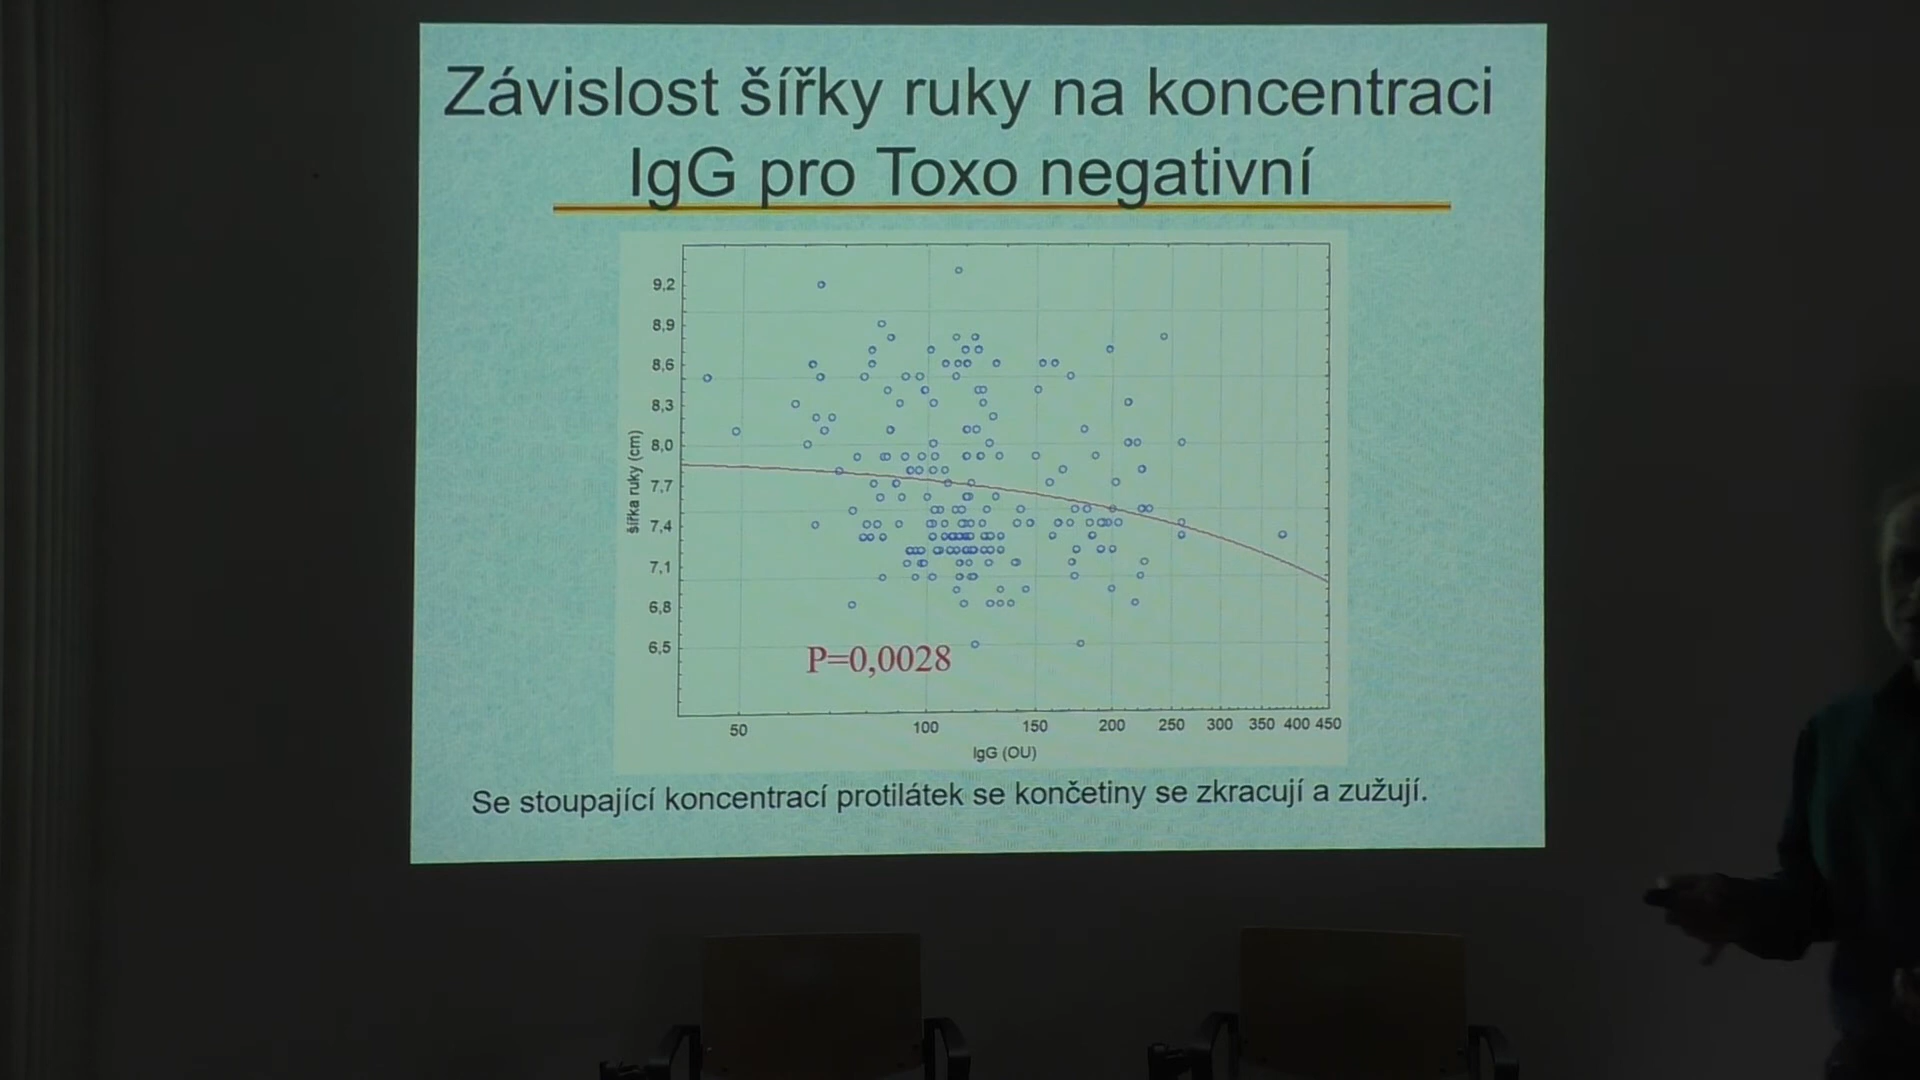 Závislost šířky ruky na koncentraci
IgG pro Toxo negativní
9,2
8,9
8,6
8,3
8,0
7,7
7,4
7,1
6,8
6,5
šířka ruky (cm)
P=0,0028
50 100 150 200 250 300 350 400 450
IgG (OU)
Se stoupající koncentrací protilátek se končetiny se zkracují a zužují.